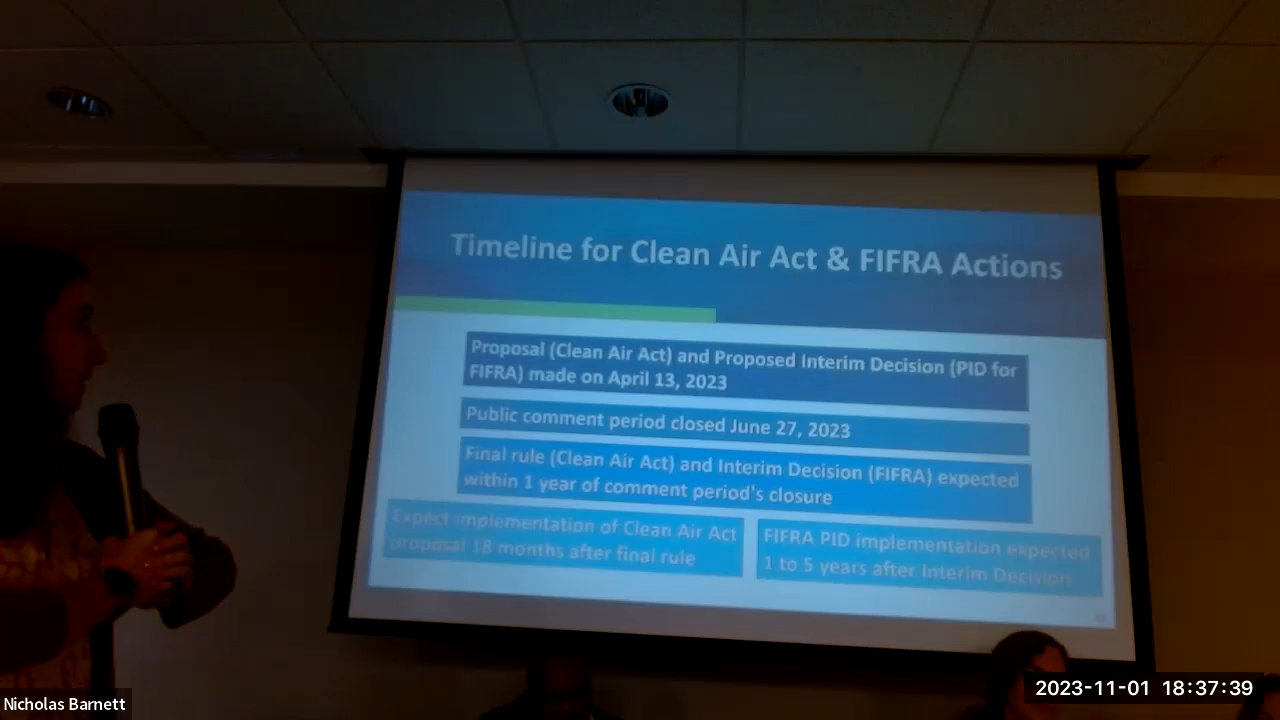 Timeline for Clean Air Act & FIFRA Actions
Proposal (Clean Air Act) and Proposed Interim Decision (PID for
FIFRA) made on April 13, 2023
Public comment period closed June 27, 2023
Final rule (Clean Air Act) and Interim Decision (FIFRA) expected
within 1 year of comment period's closure
Expect implementation of Clean Air Act
proposal 18 months after final rule
FIFRA PID implementation expected
1 to 5 years after Interim Decision
Nicholas Barnett
2023-11-01 18:37:39